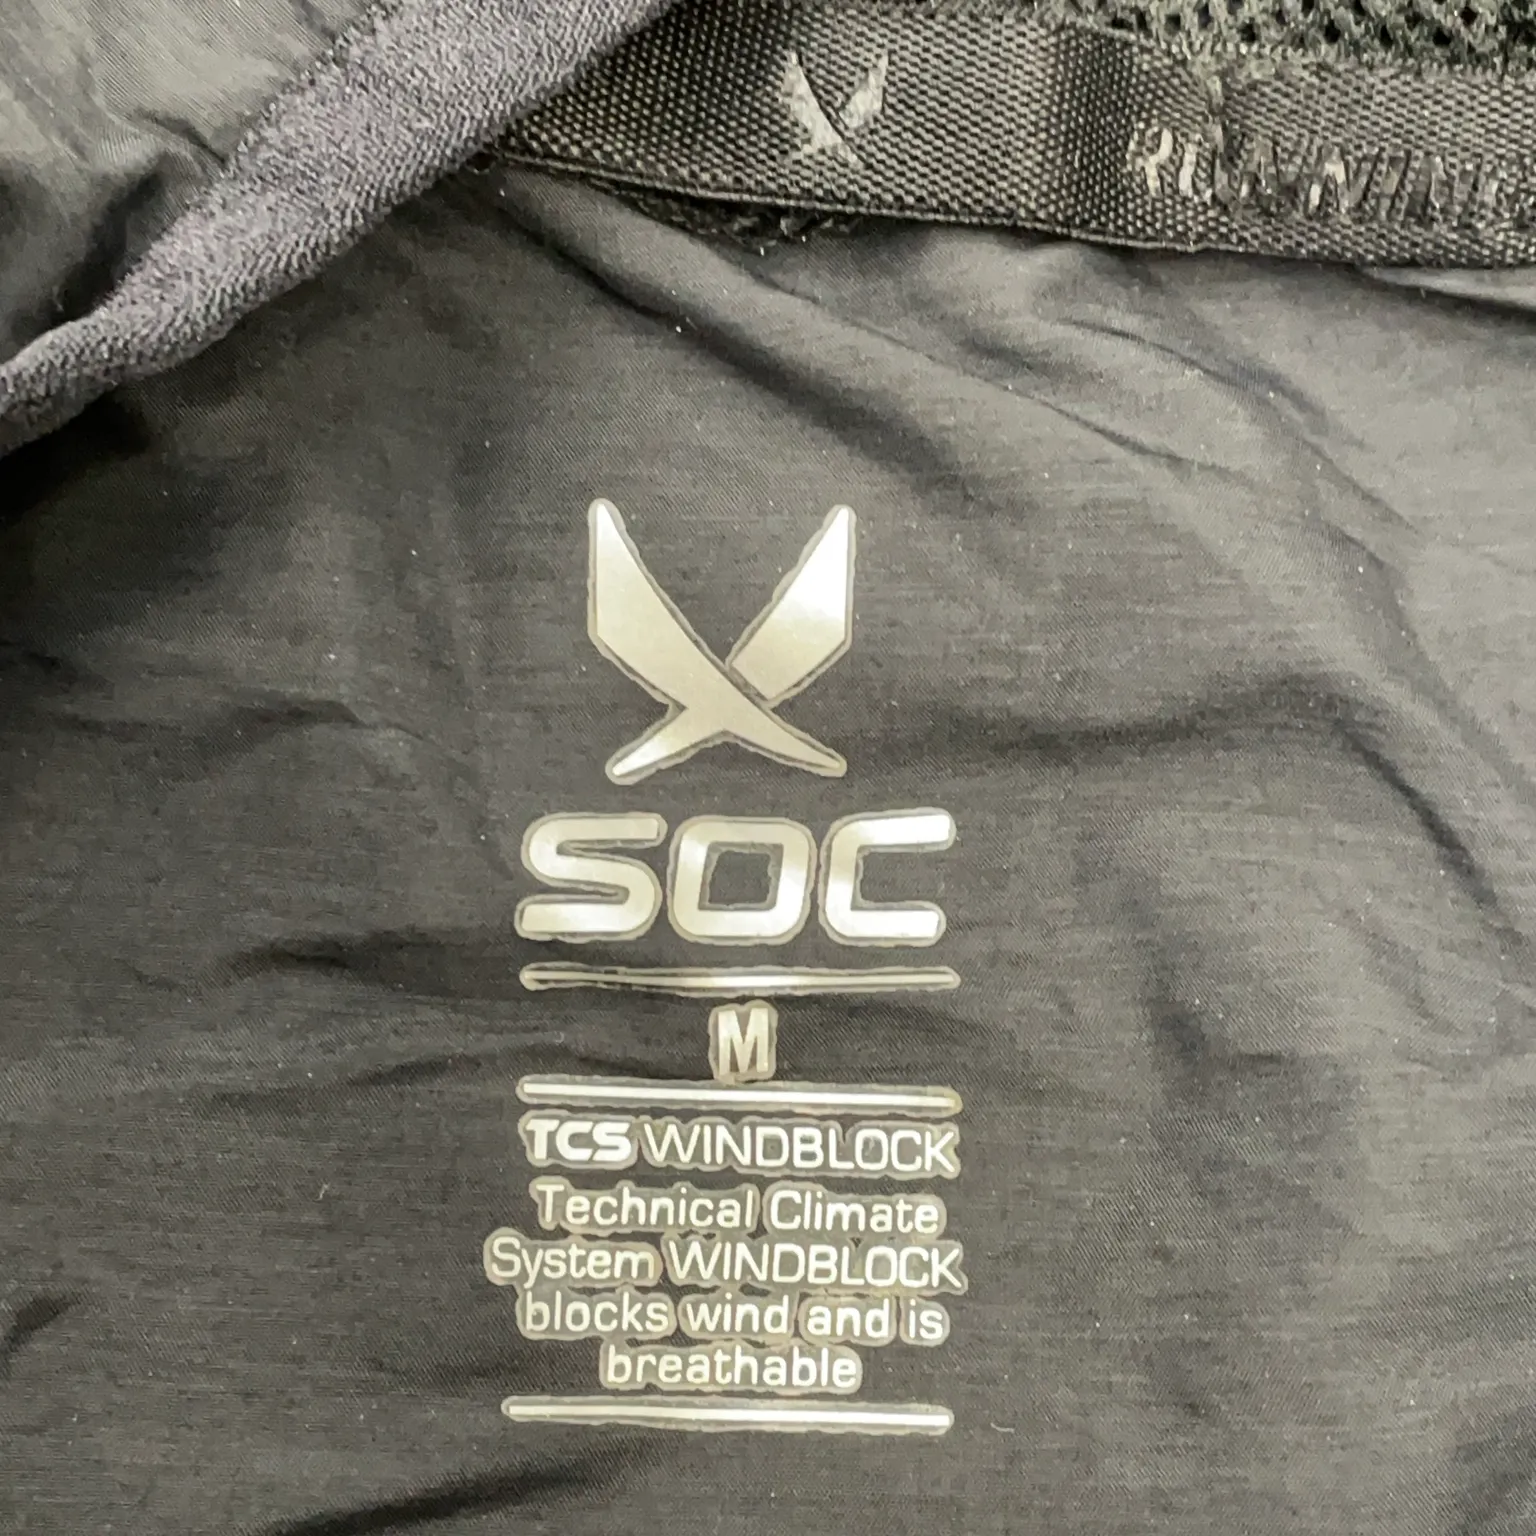 SOC
M
TCS WINDBLOCK
Technical Climate
System WINDBLOCK
blocks wind and is
breathable